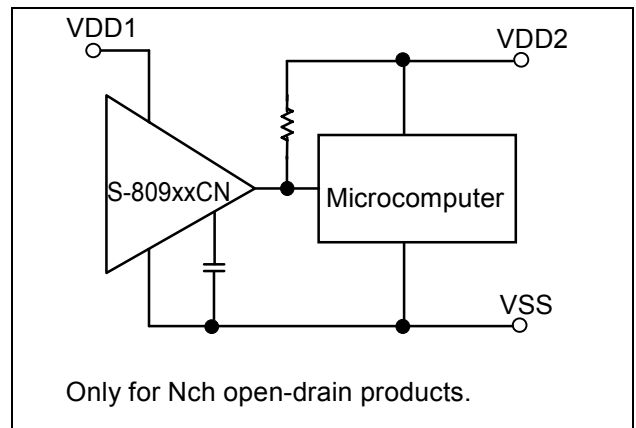 VDD1
VDD2
S-809xxCN
Microcomputer
VSS
Only for Nch open-drain products.